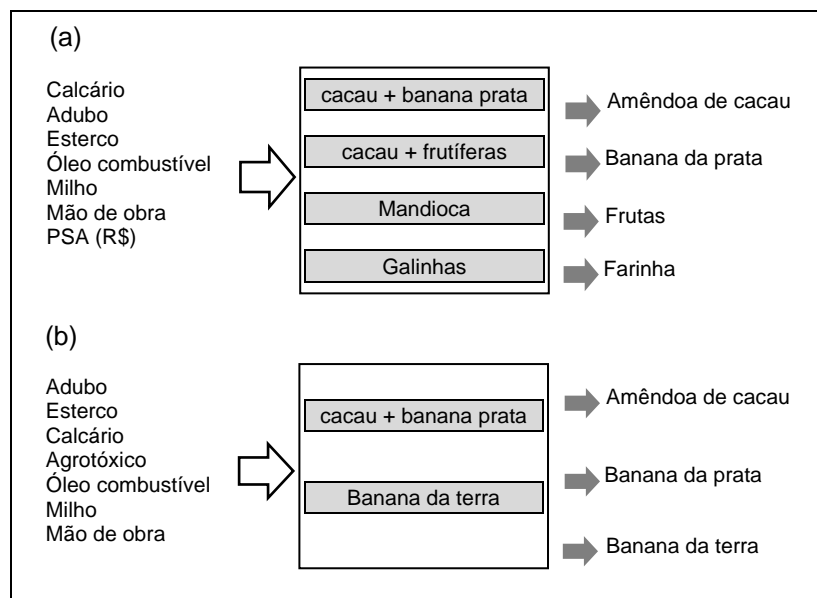 (a)
Calcário
Adubo
Esterco
Óleo combustível
Milho
Mão de obra
PSA (R$)
cacau + banana prata
cacau + frutíferas
Mandioca
Galinhas
Amêndoa de cacau
Banana da prata
Frutas
Farinha
(b)
Adubo
Esterco
Calcário
Agrotóxico
Óleo combustível
Milho
Mão de obra
cacau + banana prata
Banana da terra
Amêndoa de cacau
Banana da prata
Banana da terra